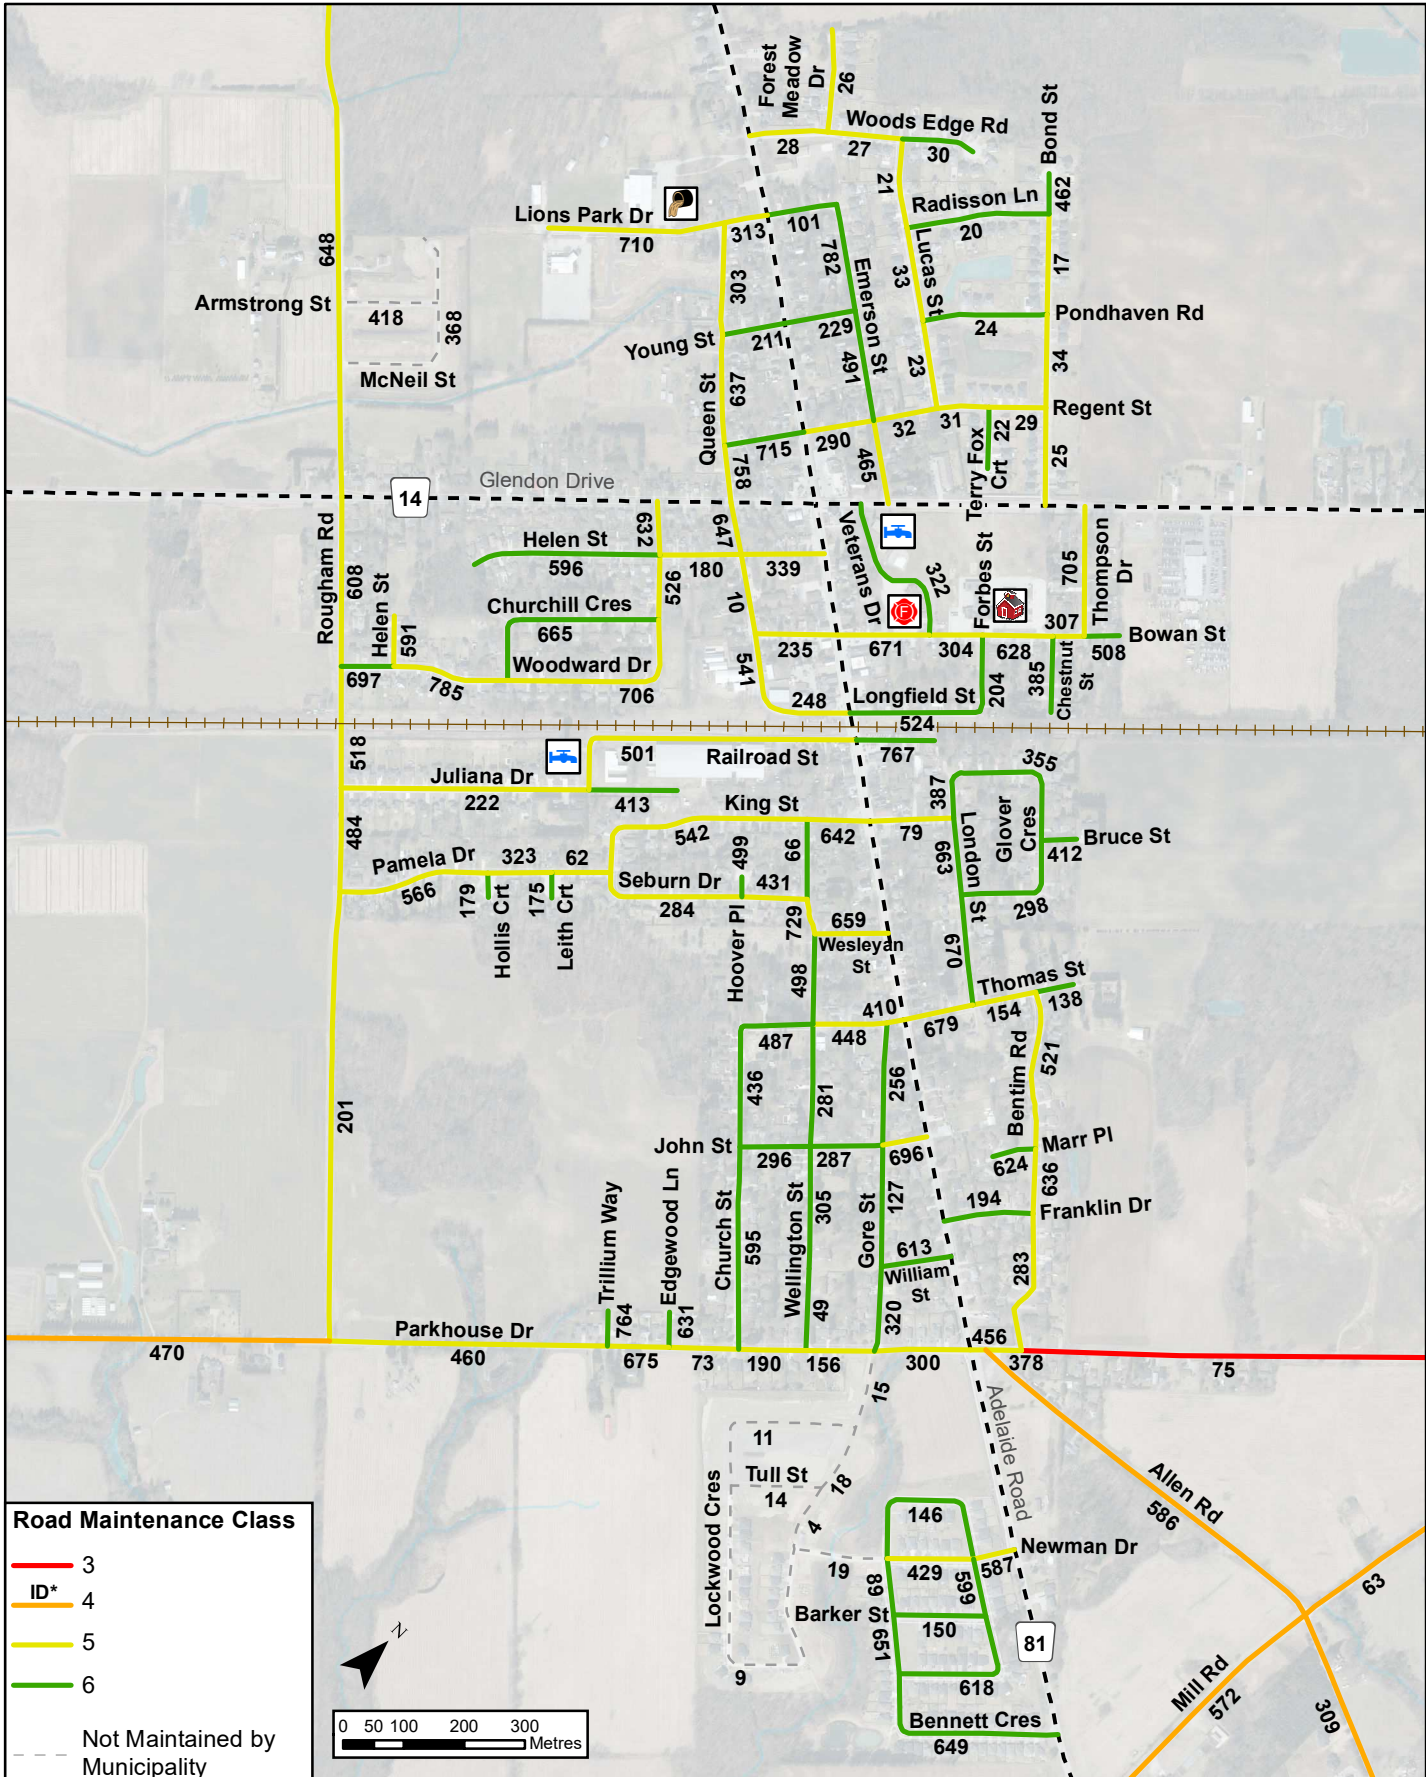 Forest
Meadow
Dr
26
Woods Edge Rd
28
27
30
Bond St
462
21
Radisson Ln
20
Lions Park Dr
710
313
101
782
648
303
33
Lucas St
17
Armstrong St
418
368
Emerson St
Pondhaven Rd
24
Young St
211
229
McNeil St
637
491
23
34
Queen St
Regent St
32
31
22
29
715
290
758
465
Terry Fox
Crt
25
Glendon Drive
14
Rougham Rd
632
647
Veterans Dr
Helen St
596
180
339
322
Forbes St
F
705
Thompson
Dr
608
Helen St
591
526
10
Churchill Cres
665
307
Bowan St
235
671
304
628
508
Woodward Dr
697
785
706
541
204
385
Chestnut
St
248
Longfield St
524
518
501
Railroad St
767
355
Juliana Dr
222
413
King St
387
484
542
499
66
642
79
London St
Glover
Cres
Bruce St
412
663
Pamela Dr
323
62
566
179
Hollis Crt
175
Leith Crt
Seburn Dr
431
284
Hoover Pl
729
659
Wesleyan
St
298
670
498
Thomas St
138
410
448
679
154
487
521
Bentim Rd
436
281
256
201
John St
296
287
696
Marr Pl
624
636
194
Franklin Dr
Trillium Way
764
Edgewood Ln
631
Church St
595
Wellington St
305
49
Gore St
127
613
William
St
320
283
Parkhouse Dr
470
460
675
73
190
156
300
456
378
75
15
Adelaide Road
11
Tull St
14
18
4
Lockwood Cres
19
9
Allen Rd
586
146
Newman Dr
429
587
89
599
Barker St
150
651
63
81
618
Mill Rd
572
309
Bennett Cres
649
Road Maintenance Class
3
ID* 4
5
6
Not Maintained by
Municipality
N
0 50 100 200 300
Metres